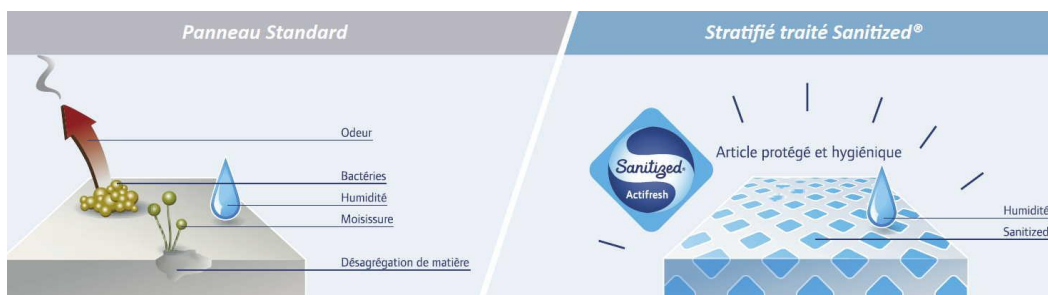 Panneau Standard
Odeur
Bactéries
Humidité
Moisissure
Désagrégation de matière
Stratifié traité Sanitized®
Sanitized®
Actifresh
Article protégé et hygiénique
Humidité
Sanitized